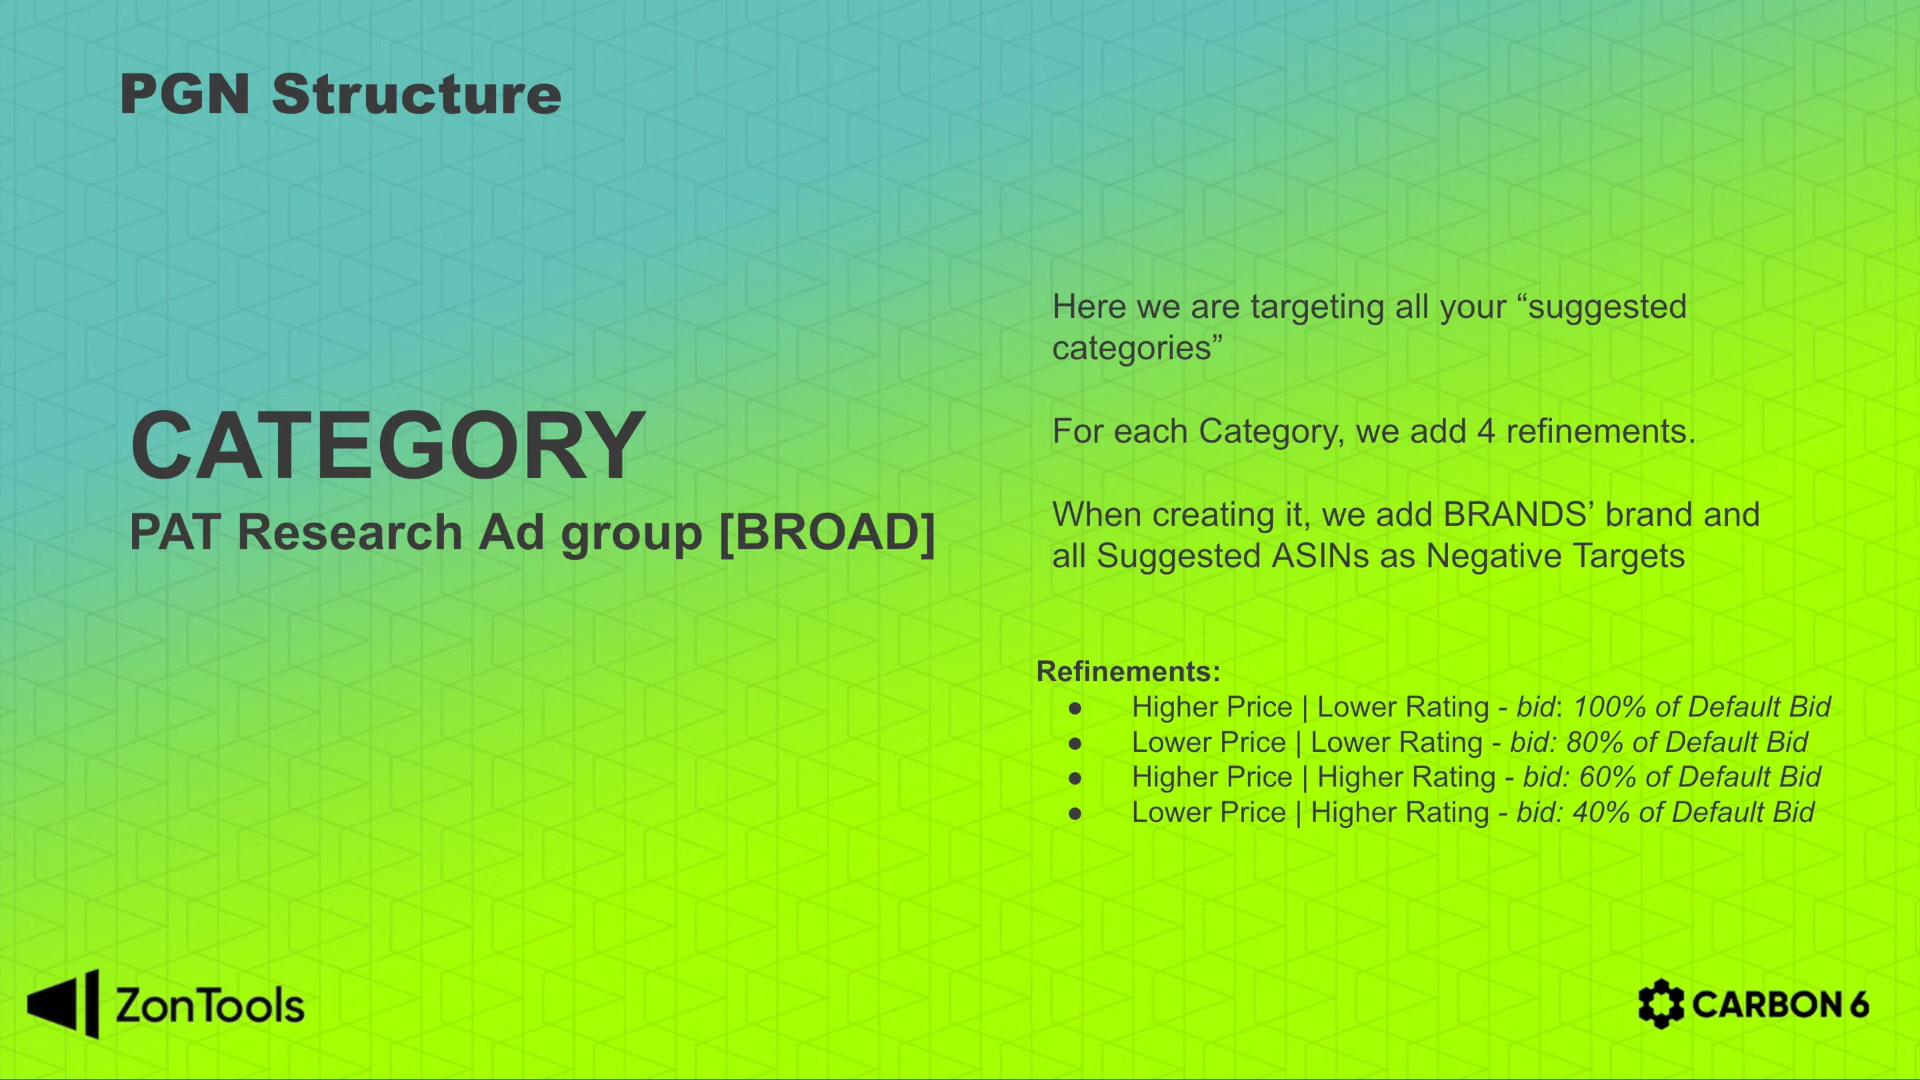 PGN Structure
CATEGORY
PAT Research Ad group [BROAD]
Here we are targeting all your “suggested
categories”
For each Category, we add 4 refinements.
When creating it, we add BRANDS’ brand and
all Suggested ASINs as Negative Targets
Refinements:
● Higher Price | Lower Rating - bid: 100% of Default Bid
● Lower Price | Lower Rating - bid: 80% of Default Bid
● Higher Price | Higher Rating - bid: 60% of Default Bid
● Lower Price | Higher Rating - bid: 40% of Default Bid
ZonTools
CARBON 6